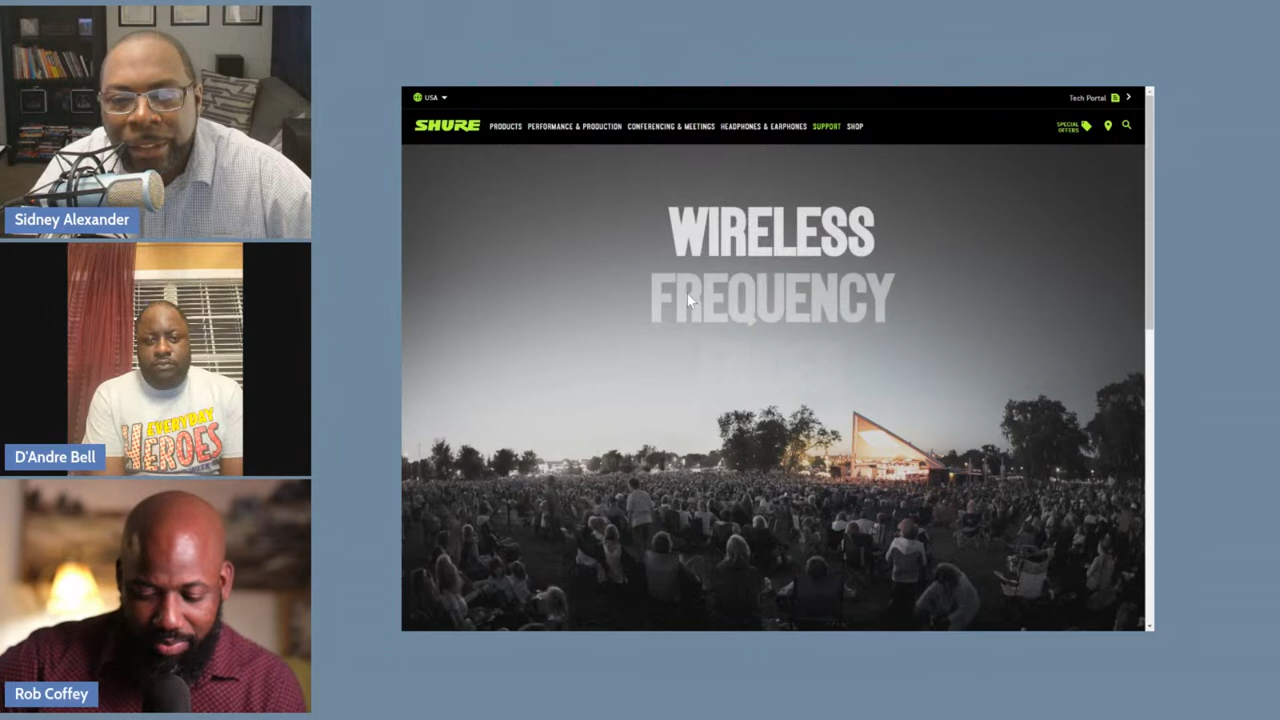 Sidney Alexander
EVERYDAY
HEROES
D'Andre Bell
Rob Coffey
USA
Tech Portal
SHURE PRODUCTS PERFORMANCE & PRODUCTION CONFERENCING & MEETINGS HEADPHONES & EARPHONES SUPPORT SHOP
SPECIAL
OFFERS
WIRELESS
FREQUENCY